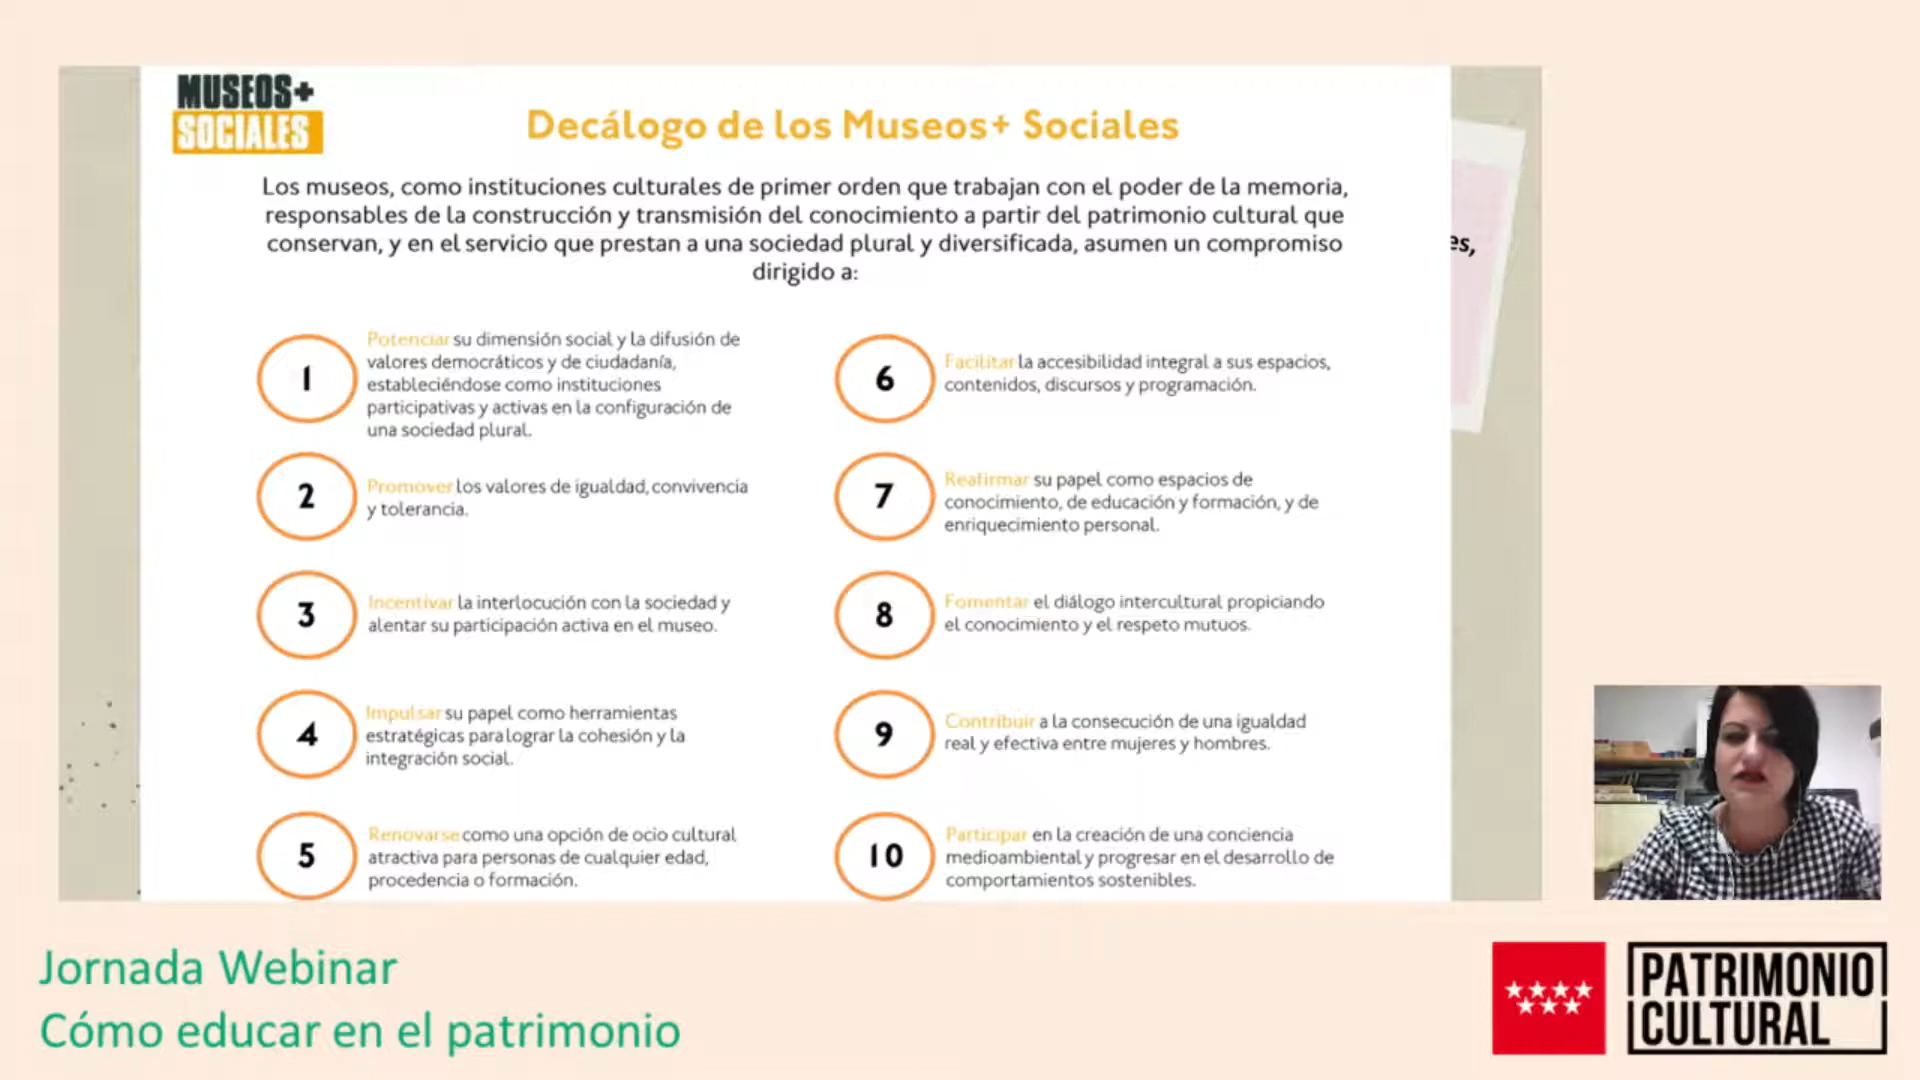 MUSEOS+
SOCIALES
Decálogo de los Museos+ Sociales
Los museos, como instituciones culturales de primer orden que trabajan con el poder de la memoria,
responsables de la construcción y transmisión del conocimiento a partir del patrimonio cultural que
conservan, y en el servicio que prestan a una sociedad plural y diversificada, asumen un compromiso
dirigido a:
es,
1
Potenciar su dimensión social y la difusión de
valores democráticos y de ciudadanía,
estableciéndose como instituciones
participativas y activas en la configuración de
una sociedad plural.
2
Promover los valores de igualdad, convivencia
y tolerancia.
3
Incentivar la interlocución con la sociedad y
alentar su participación activa en el museo.
4
Impulsar su papel como herramientas
estratégicas para lograr la cohesión y la
integración social.
5
Renovarse como una opción de ocio cultural
atractiva para personas de cualquier edad,
procedencia o formación.
6
Facilitar la accesibilidad integral a sus espacios,
contenidos, discursos y programación.
7
Reafirmar su papel como espacios de
conocimiento, de educación y formación, y de
enriquecimiento personal.
8
Fomentar el diálogo intercultural propiciando
el conocimiento y el respeto mutuos.
9
Contribuir a la consecución de una igualdad
real y efectiva entre mujeres y hombres.
10
Participar en la creación de una conciencia
medioambiental y progresar en el desarrollo de
comportamientos sostenibles.
Jornada Webinar
Cómo educar en el patrimonio
PATRIMONIO
CULTURAL